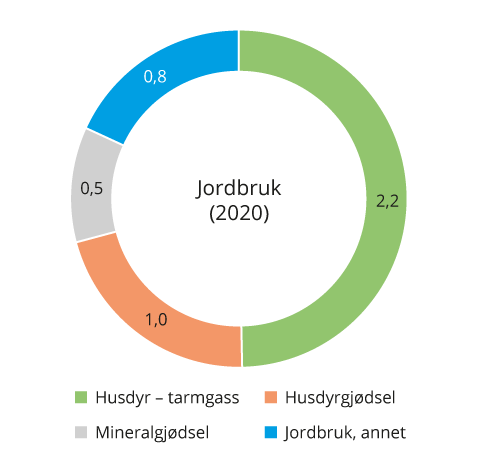 0,8
0,5
Jordbruk
(2020)
2,2
1,0
Husdyr – tarmgass
Husdyrgjødsel
Mineralgjødsel
Jordbruk, annet